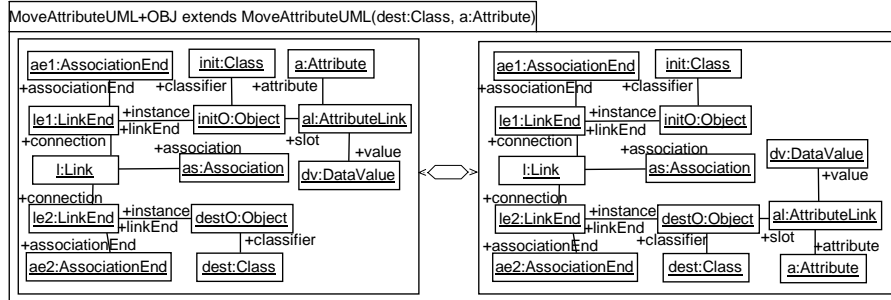 MoveAttributeUML+OBJ extends MoveAttributeUML(dest:Class, a:Attribute)
ae1:AssociationEnd
init:Class
a:Attribute
+associationEnd
+classifier
+attribute
le1:LinkEnd
+instance
+linkEnd
initO:Object
al:AttributeLink
+connection
+slot
+association
+value
l:Link
as:Association
dv:DataValue
+connection
le2:LinkEnd
+instance
+linkEnd
destO:Object
+associationEnd
+classifier
ae2:AssociationEnd
dest:Class
ae1:AssociationEnd
init:Class
+associationEnd
+classifier
le1:LinkEnd
+instance
+linkEnd
initO:Object
+connection
+association
l:Link
as:Association
dv:DataValue
+value
+connection
le2:LinkEnd
+instance
+linkEnd
destO:Object
al:AttributeLink
+slot
+associationEnd
+classifier
+attribute
ae2:AssociationEnd
dest:Class
a:Attribute